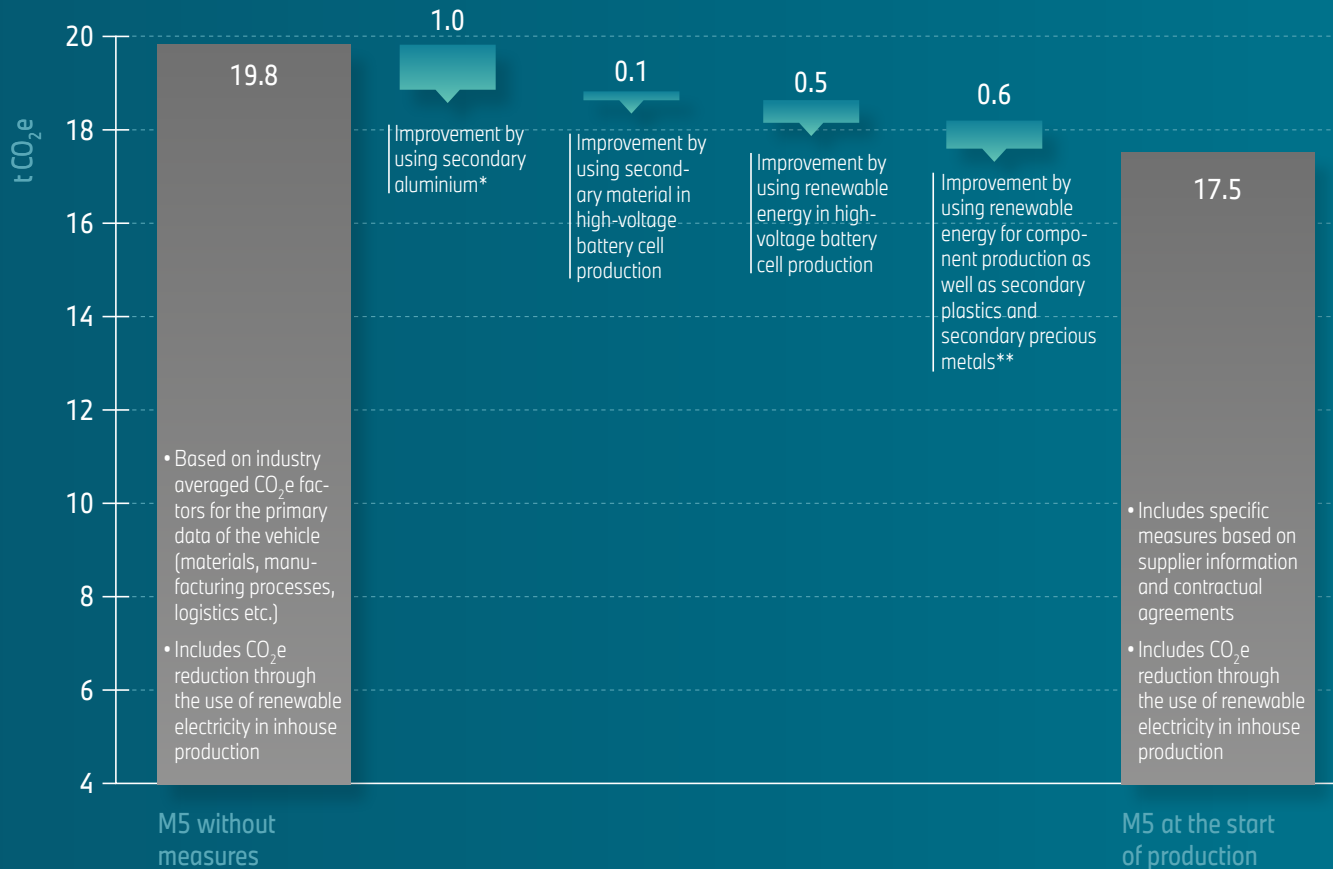 t CO₂e
20
18
16
14
12
10
8
6
4
19.8
• Based on industry
averaged CO₂e fac-
tors for the primary
data of the vehicle
(materials, manu-
facturing processes,
logistics etc.)
• Includes CO₂e
reduction through
the use of renewable
electricity in inhouse
production
M5 without
measures
1.0
Improvement by
using secondary
aluminium*
0.1
Improvement by
using second-
ary material in
high-voltage
battery cell
production
0.5
Improvement by
using renewable
energy in high-
voltage battery
cell production
0.6
Improvement by
using renewable
energy for compo-
nent production as
well as secondary
plastics and
secondary precious
metals**
17.5
• Includes specific
measures based on
supplier information
and contractual
agreements
• Includes CO₂e
reduction through
the use of renewable
electricity in inhouse
production
M5 at the start
of production